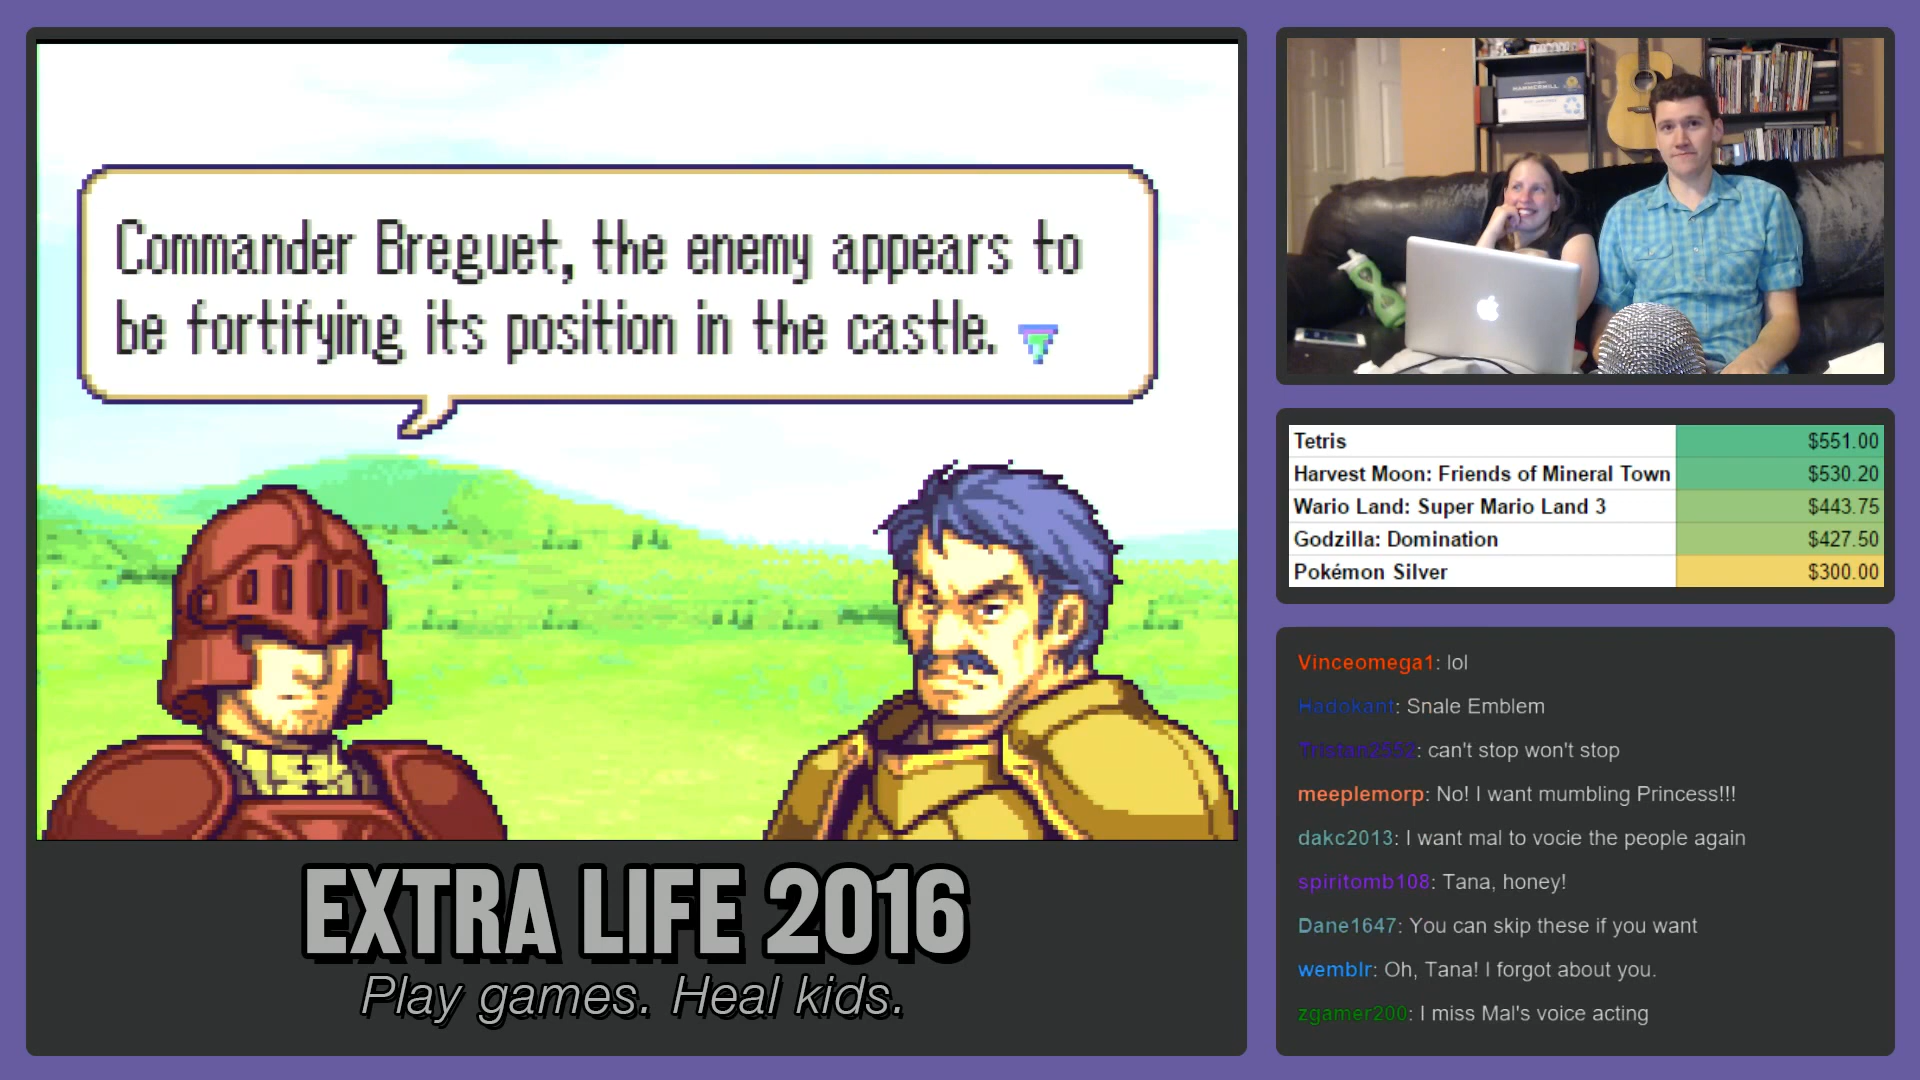 Commander Breguet, the enemy appears to
be fortifying its position in the castle.
EXTRA LIFE 2016
Play games. Heal kids.
HAMMERMILL
Tetris $551.00
Harvest Moon: Friends of Mineral Town $530.20
Wario Land: Super Mario Land 3 $443.75
Godzilla: Domination $427.50
Pokémon Silver $300.00
Vinceomega1: lol
Hadokant: Snale Emblem
Tristan2552: can't stop won't stop
meeplemorp: No! I want mumbling Princess!!!
dakc2013: I want mal to vocie the people again
spiritomb108: Tana, honey!
Dane1647: You can skip these if you want
wemblr: Oh, Tana! I forgot about you.
zgamer200: I miss Mal's voice acting